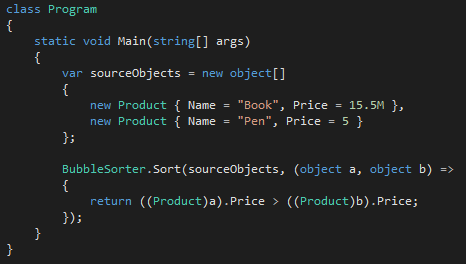 class Program
{
    static void Main(string[] args)
    {
        var sourceObjects = new object[]
        {
            new Product { Name = "Book", Price = 15.5M },
            new Product { Name = "Pen", Price = 5 }
        };
        BubbleSorter.Sort(sourceObjects, (object a, object b) =>
        {
            return ((Product)a).Price > ((Product)b).Price;
        });
    }
}